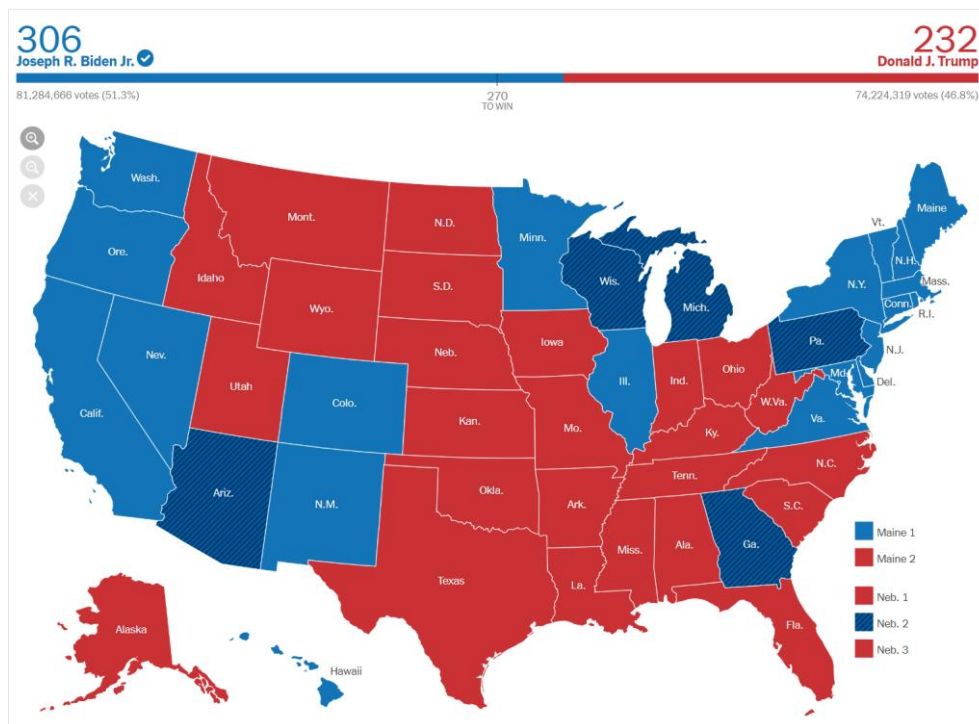 306
232
Joseph R. Biden Jr.
Donald J. Trump
81,284,666 votes (51.3%)
270
TO WIN
74,224,319 votes (46.8%)
Wash.
Mont.
N.D.
Minn.
Maine
Vt.
Ore.
Idaho
S.D.
Wis.
Mich.
N.Y.
N.H.
Mass.
Conn.
R.I.
Wyo.
Neb.
Iowa
Pa.
N.J.
Nev.
Utah
Colo.
Ill.
Ind.
Ohio
Md.
Del.
Calif.
Kan.
Mo.
W.Va.
Va.
Ky.
Ariz.
N.M.
Okla.
Ark.
Tenn.
N.C.
S.C.
Texas
La.
Miss.
Ala.
Ga.
Fla.
Alaska
Hawaii
Maine 1
Maine 2
Neb. 1
Neb. 2
Neb. 3